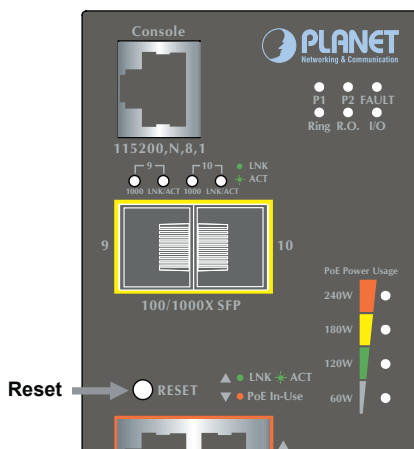 Console
PLANET
Networking & Communication
P1 P2 FAULT
Ring R.O. I/O
115200,N,8,1
9 10 LNK
ACT
1000 LNK/ACT 1000 LNK/ACT
9 10
100/1000X SFP
PoE Power Usage
240W
180W
120W
60W
Reset
RESET
LNK ACT
PoE In-Use